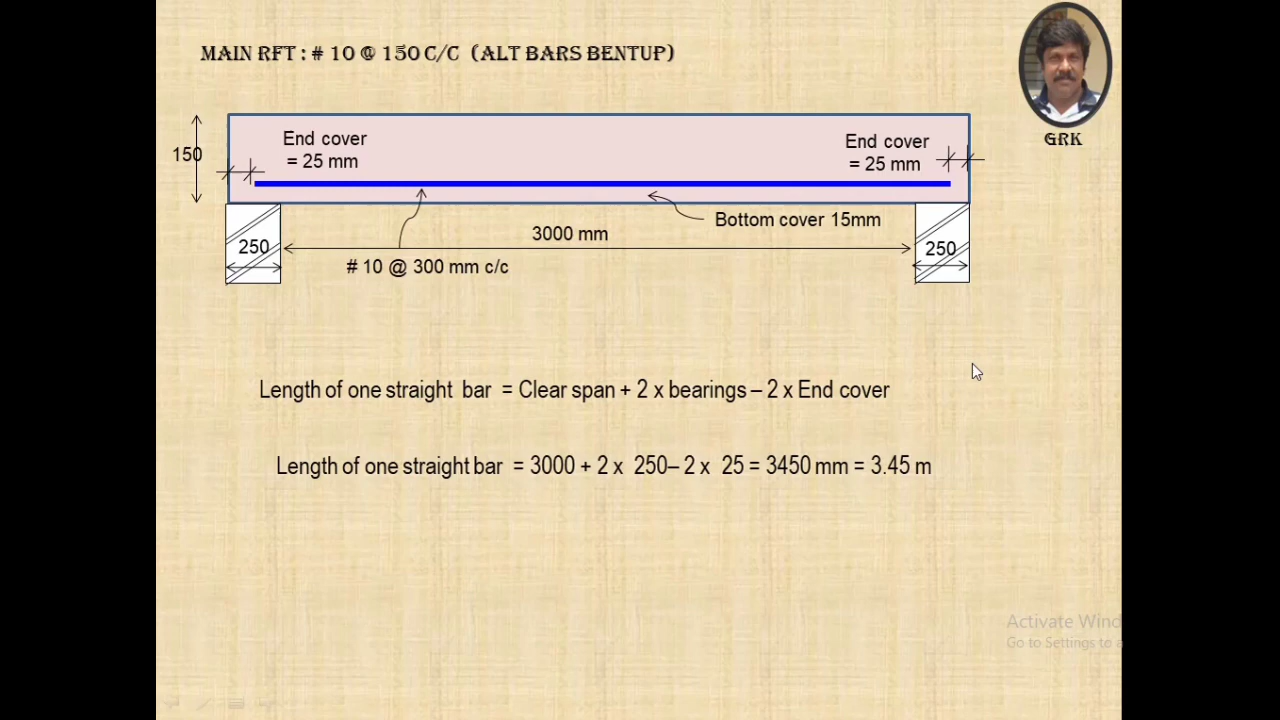 MAIN RFT : # 10 @ 150 C/C (ALT BARS BENTUP)
GRK
End cover
= 25 mm
End cover
= 25 mm
150
Bottom cover 15mm
3000 mm
250
250
# 10 @ 300 mm c/c
Length of one straight bar = Clear span + 2 x bearings – 2 x End cover
Length of one straight bar = 3000 + 2 x 250– 2 x 25 = 3450 mm = 3.45 m
Activate Wind
Go to Settings to a